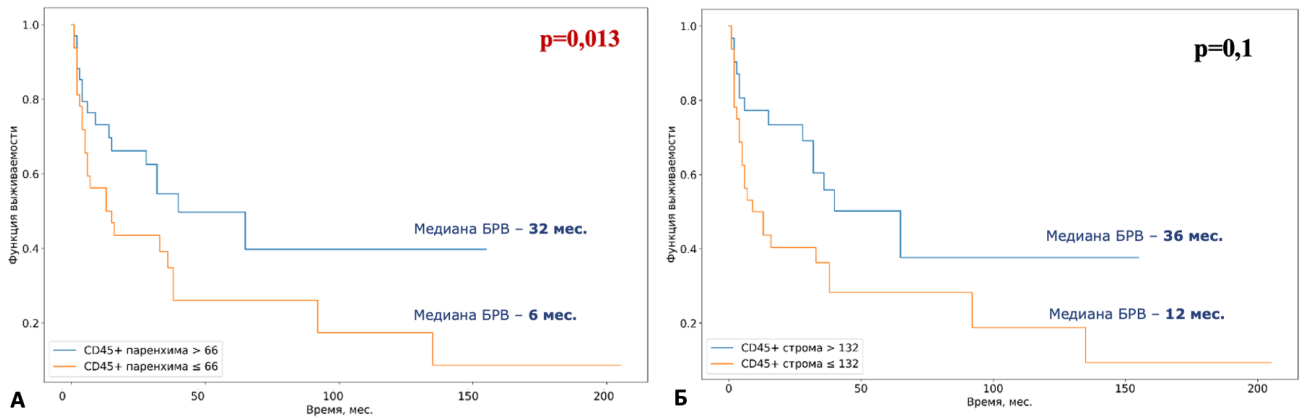 p=0,013
1.0
0.8
0.6
0.4
0.2
Функция выживаемости
Медиана БРВ – 32 мес.
Медиана БРВ – 6 мес.
CD45+ паренхима > 66
CD45+ паренхима ≤ 66
0 50 100 150 200
Время, мес.
А
p=0,1
1.0
0.8
0.6
0.4
0.2
Функция выживаемости
Медиана БРВ – 36 мес.
Медиана БРВ – 12 мес.
CD45+ строма > 132
CD45+ строма ≤ 132
0 50 100 150 200
Время, мес.
Б